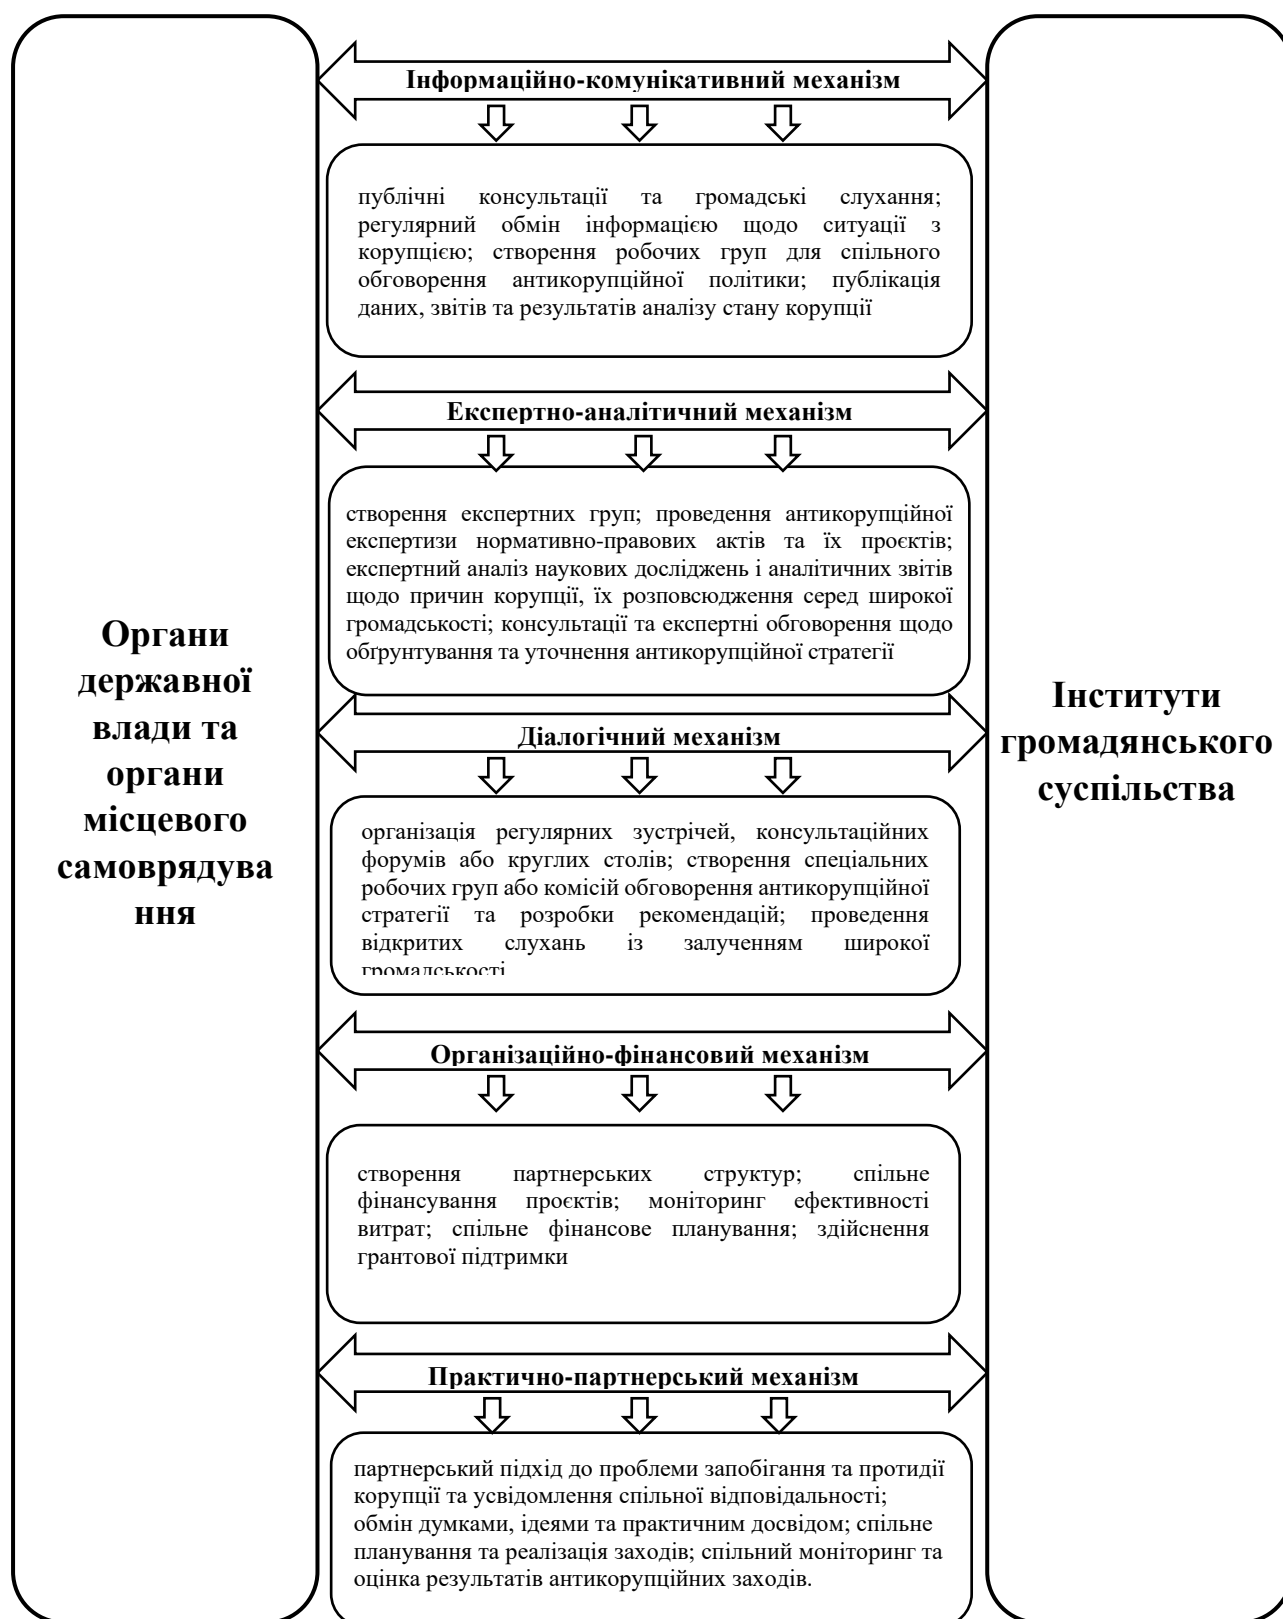 Інформаційно-комунікативний механізм
публічні консультації та громадські слухання;
регулярний обмін інформацією щодо ситуації з
корупцією; створення робочих груп для спільного
обговорення антикорупційної політики; публікація
даних, звітів та результатів аналізу стану корупції
Експертно-аналітичний механізм
створення експертних груп; проведення антикорупційної
експертизи нормативно-правових актів та їх проєктів;
експертний аналіз наукових досліджень і аналітичних звітів
щодо причин корупції, їх розповсюдження серед широкої
громадськості; консультації та експертні обговорення щодо
обґрунтування та уточнення антикорупційної стратегії
Органи
державної
влади та
органи
місцевого
самоврядува
ння
Інститути
громадянського
суспільства
Діалогічний механізм
організація регулярних зустрічей, консультаційних
форумів або круглих столів; створення спеціальних
робочих груп або комісій обговорення антикорупційної
стратегії та розробки рекомендацій; проведення
відкритих слухань із залученням широкої
громадськості
Організаційно-фінансовий механізм
створення партнерських структур; спільне
фінансування проєктів; моніторинг ефективності
витрат; спільне фінансове планування; здійснення
грантової підтримки
Практично-партнерський механізм
партнерський підхід до проблеми запобігання та протидії
корупції та усвідомлення спільної відповідальності;
обмін думками, ідеями та практичним досвідом; спільне
планування та реалізація заходів; спільний моніторинг та
оцінка результатів антикорупційних заходів.